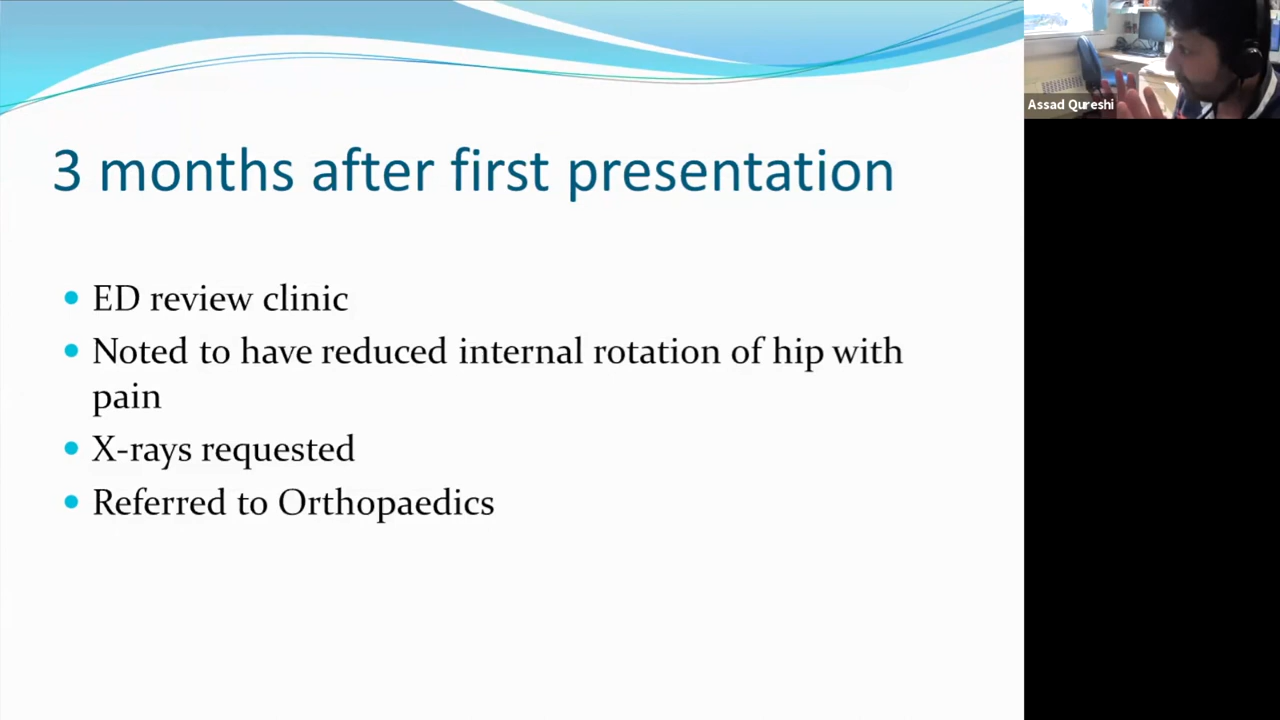 Assad Qureshi
3 months after first presentation
ED review clinic
Noted to have reduced internal rotation of hip with
pain
X-rays requested
Referred to Orthopaedics